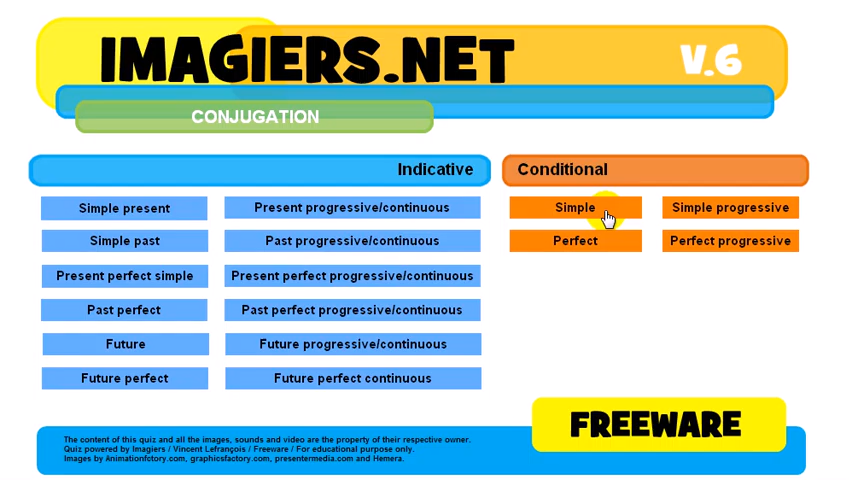 IMAGIERS.NET
V.6
CONJUGATION
Indicative
Conditional
Simple present
Present progressive/continuous
Simple
Simple progressive
Simple past
Past progressive/continuous
Perfect
Perfect progressive
Present perfect simple
Present perfect progressive/continuous
Past perfect
Past perfect progressive/continuous
Future
Future progressive/continuous
Future perfect
Future perfect continuous
FREEWARE
The content of this quiz and all the images, sounds and video are the property of their respective owner.
Quiz powered by Imagiers / Vincent Lefrançois / Freeware / For educational purpose only.
Images by Animationfotory.com, graphicsfactory.com, presentermedia.com and Hemera.